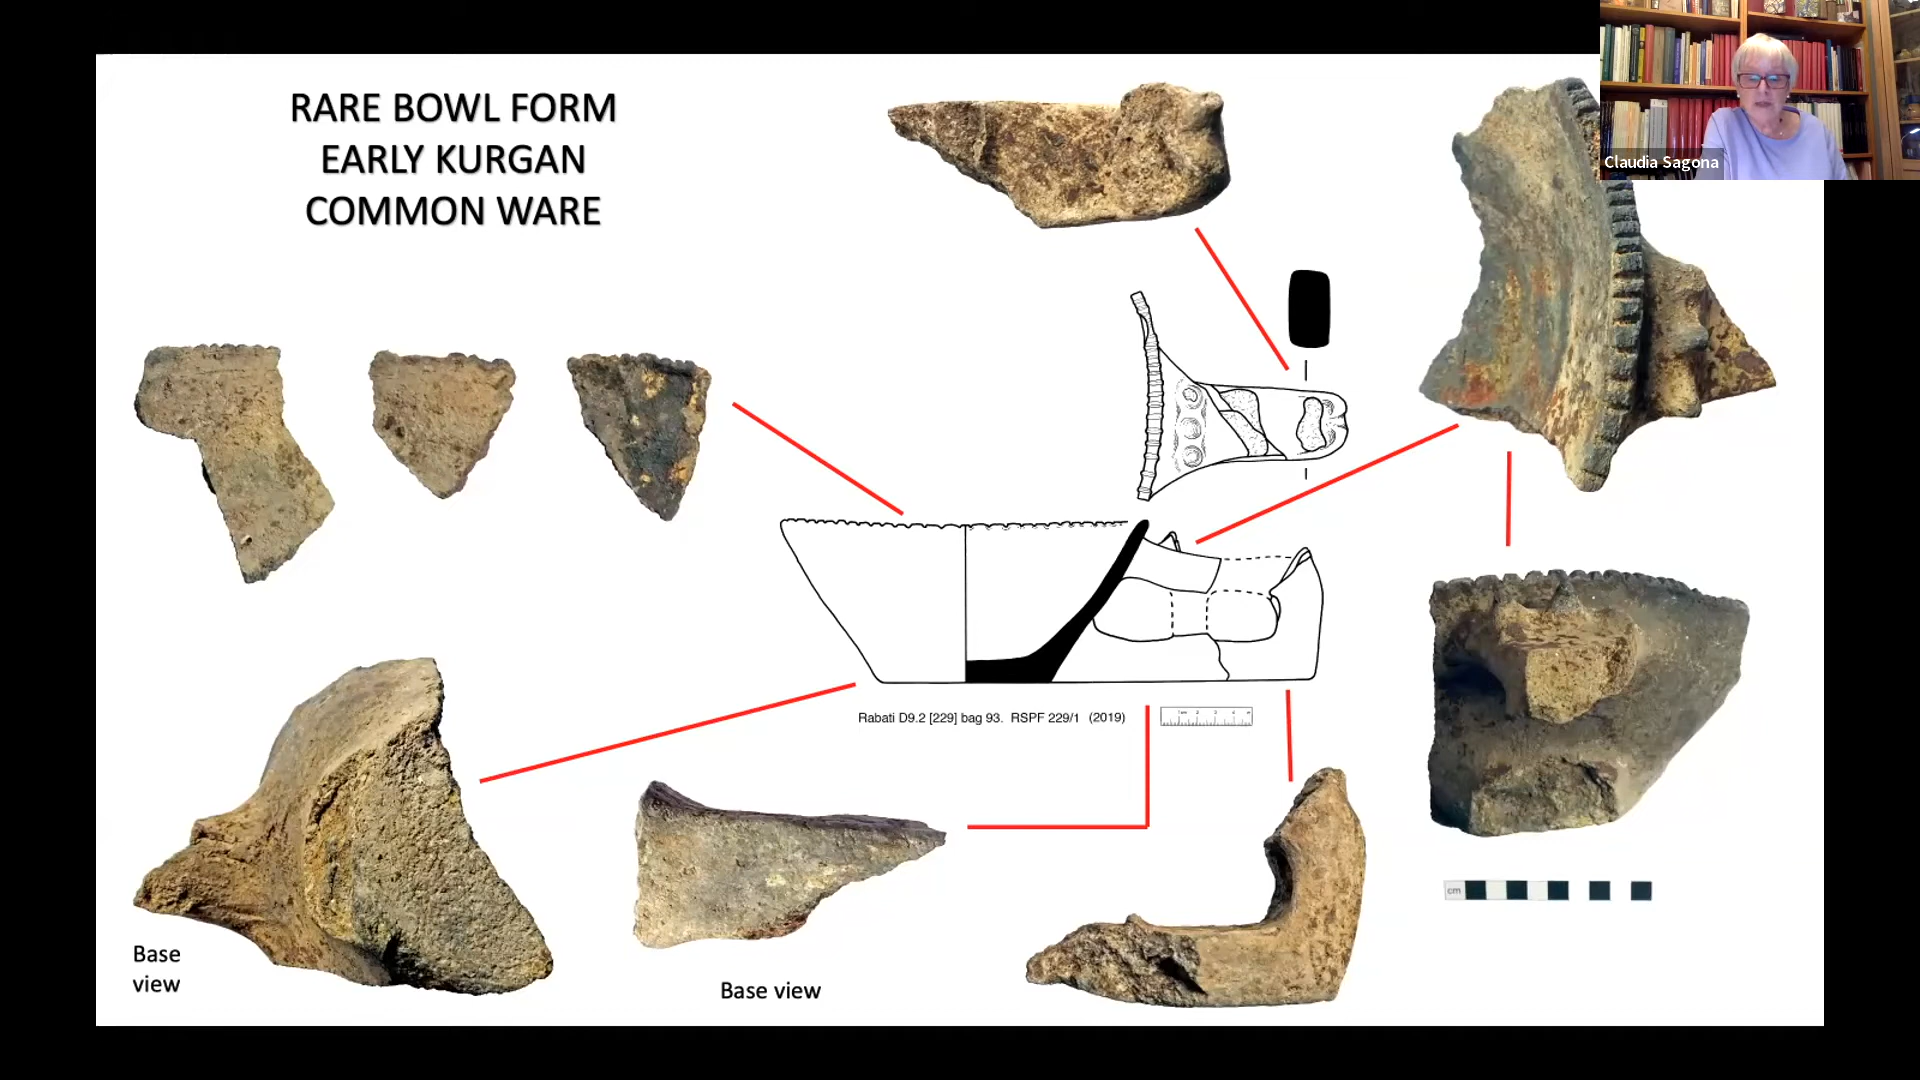 RARE BOWL FORM
EARLY KURGAN
COMMON WARE
Claudia Sagona
Rabati D9.2 [229] bag 93. RSPF 229/1 (2019)
cm
Base
view
Base view